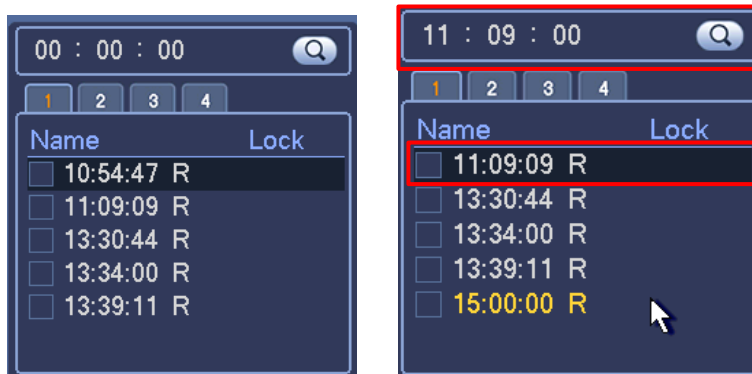 00 : 00 : 00
1 2 3 4
Name Lock
10:54:47 R
11:09:09 R
13:30:44 R
13:34:00 R
13:39:11 R
11 : 09 : 00
1 2 3 4
Name Lock
11:09:09 R
13:30:44 R
13:34:00 R
13:39:11 R
15:00:00 R